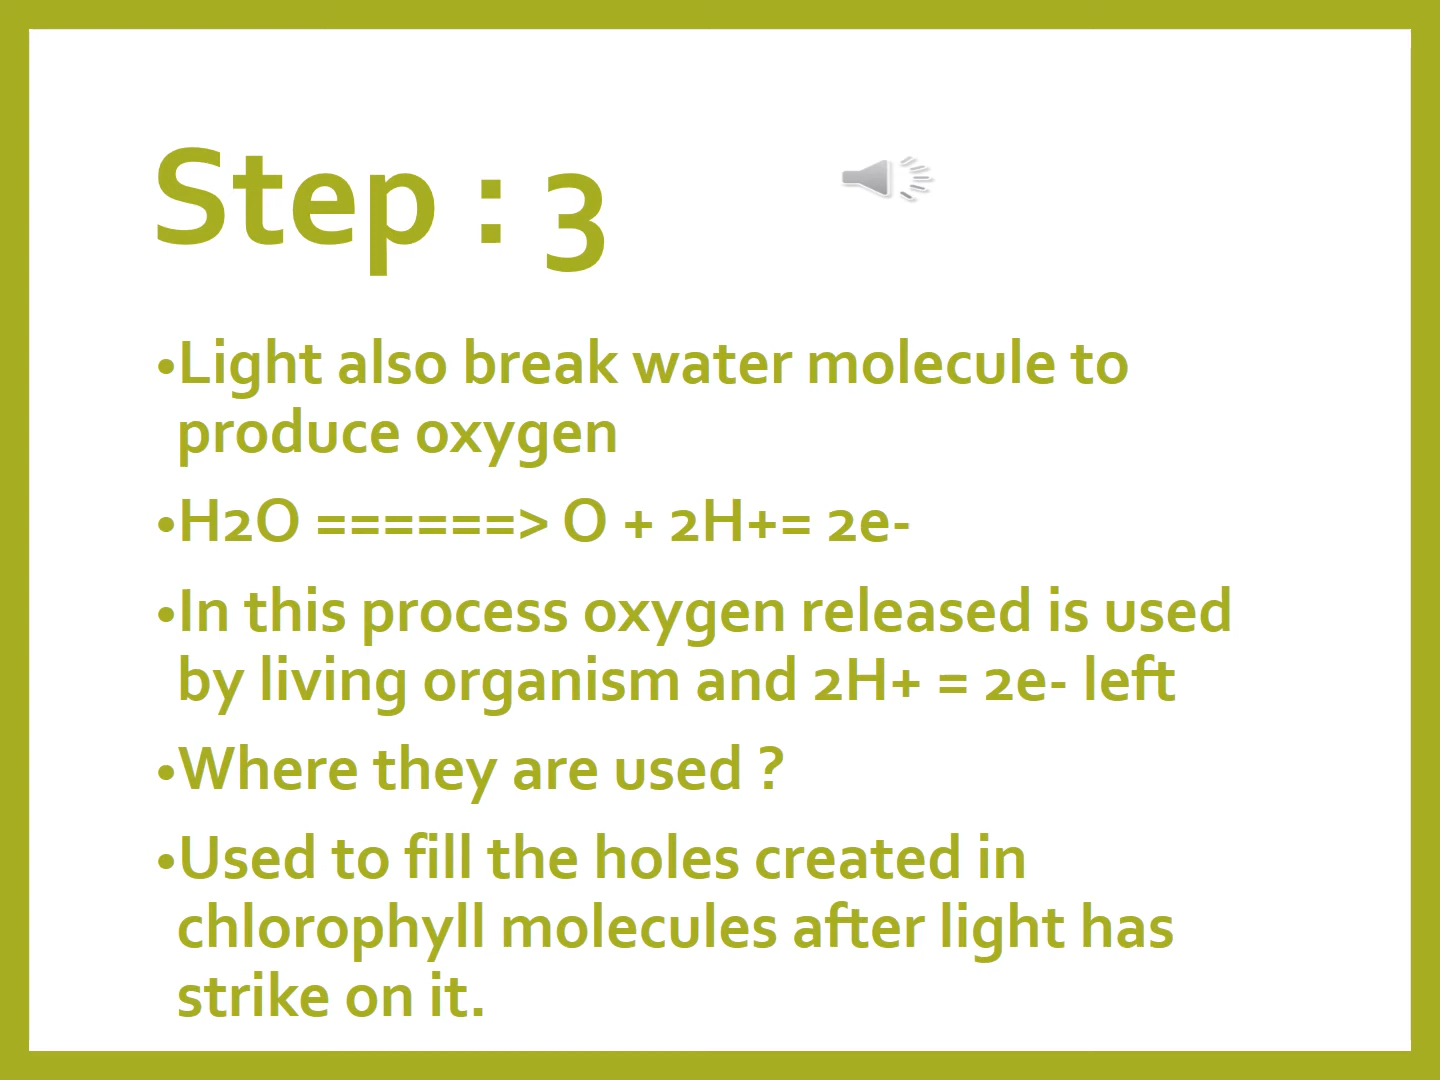 Step : 3
•Light also break water molecule to
produce oxygen
•H2O ======> O + 2H+= 2e-
•In this process oxygen released is used
by living organism and 2H+ = 2e- left
•Where they are used ?
•Used to fill the holes created in
chlorophyll molecules after light has
strike on it.